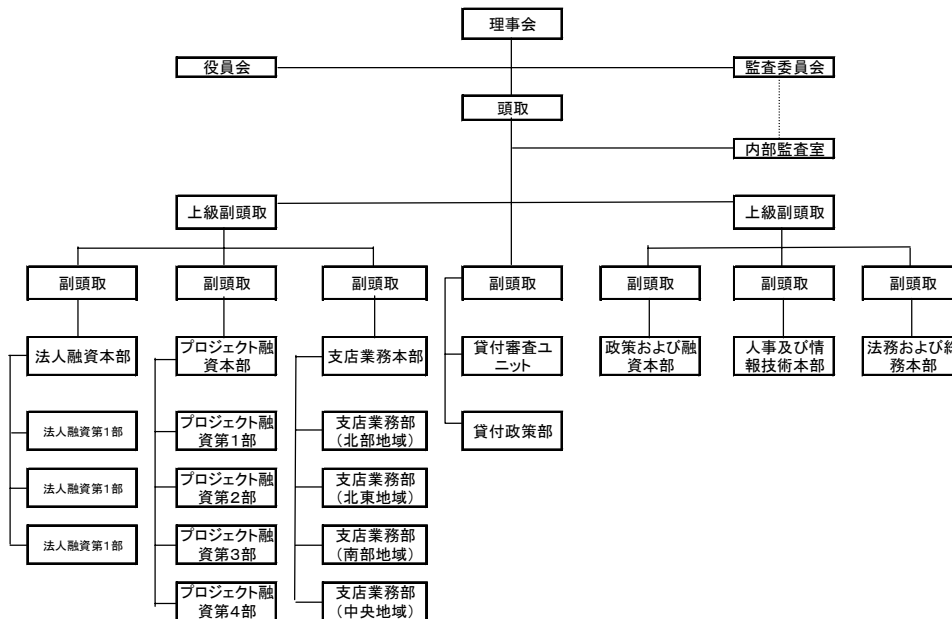 理事会
役員会
監査委員会
頭取
内部監査室
上級副頭取
上級副頭取
副頭取
副頭取
副頭取
副頭取
副頭取
副頭取
副頭取
法人融資本部
プロジェクト融
資本部
支店業務本部
貸付審査ユ
ニット
政策および融
資本部
人事及び情
報技術本部
法務および総
務本部
法人融資第1部
プロジェクト融
資第1部
支店業務部
(北部地域)
貸付政策部
法人融資第1部
プロジェクト融
資第2部
支店業務部
(北東地域)
法人融資第1部
プロジェクト融
資第3部
支店業務部
(南部地域)
プロジェクト融
資第4部
支店業務部
(中央地域)